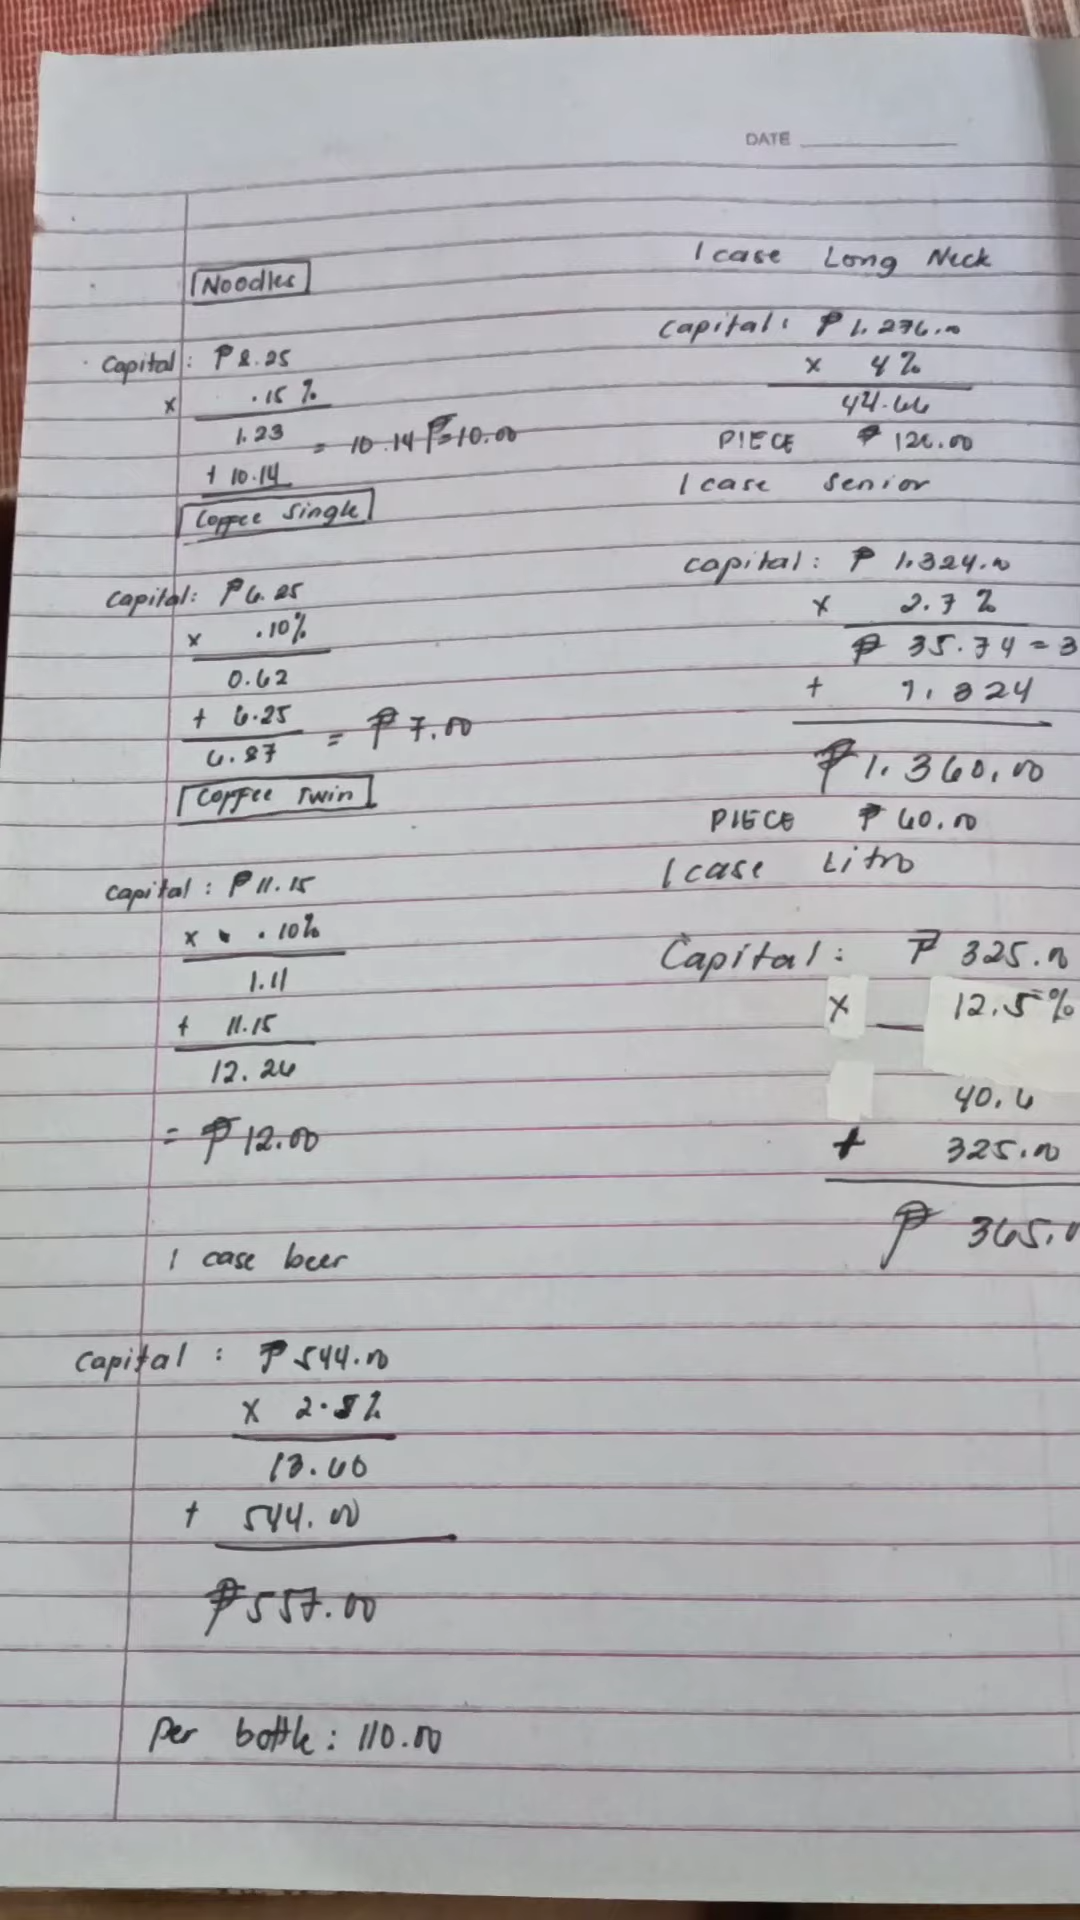 DATE
Noodles
Capital: ₱8.25
x .15 %
1.23 = 10.14 ₱=10.00
+ 10.14
Coffee Single
Capital: ₱6.25
x .10%
0.62
+ 6.25
6.87 = ₱7.00
Coffee Twin
Capital: ₱11.15
x .10%
1.11
+ 11.15
12.26
= ₱12.00
1 case beer
Capital: ₱544.00
x 2.5%
13.60
+ 544.00
₱557.00
Per bottle: 110.00
1 case Long Neck
Capital: ₱1.276.00
x 4%
44.66
PIECE ₱
1 case Senior
Capital: ₱ 1.324.00
x 2.7%
₱ 35.74 = 3
+ 1.324
₱1.360.00
PIECE ₱ 60.00
1 case Litro
Capital: ₱ 325.00
x 12.5%
40.6
+ 325.00
₱ 365.0